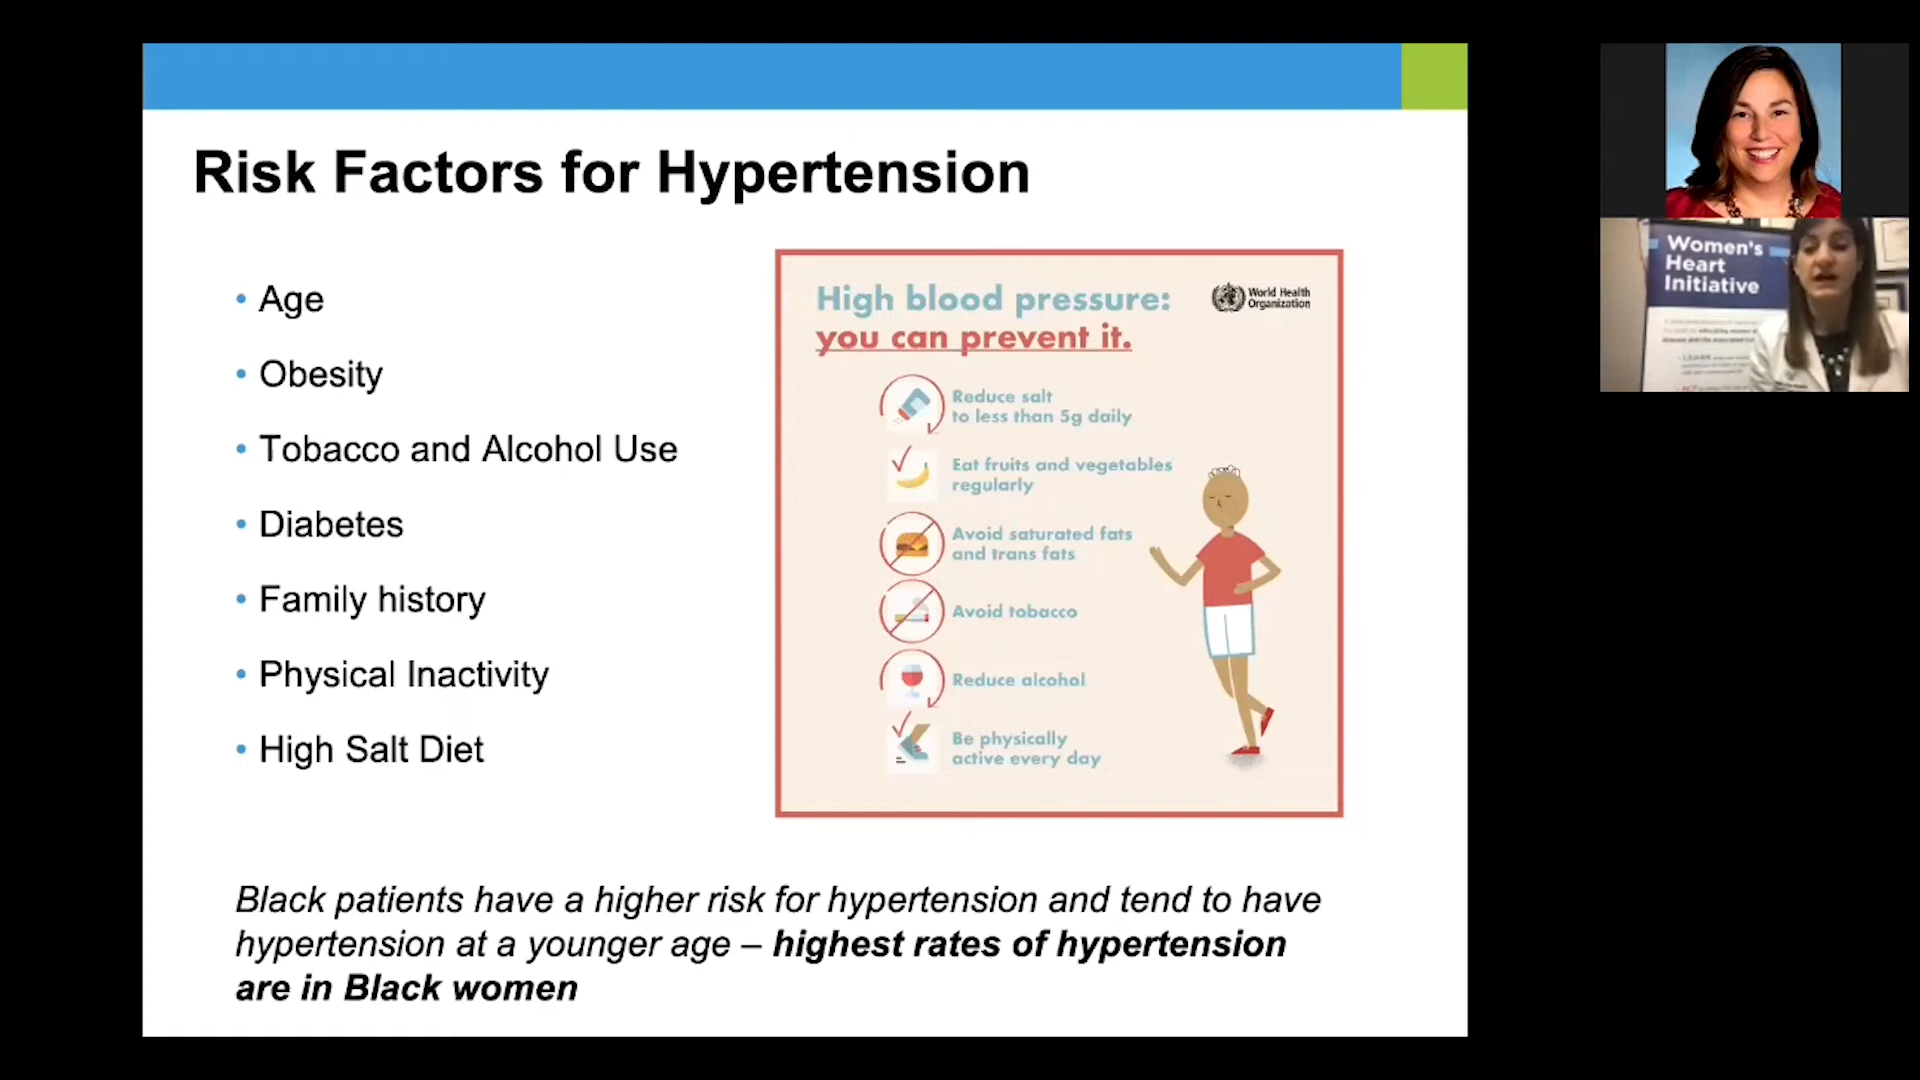 Risk Factors for Hypertension
• Age
• Obesity
• Tobacco and Alcohol Use
• Diabetes
• Family history
• Physical Inactivity
• High Salt Diet
High blood pressure:
you can prevent it.
World Health
Organization
Reduce salt
to less than 5g daily
Eat fruits and vegetables
regularly
Avoid saturated fats
and trans fats
Avoid tobacco
Reduce alcohol
Be physically
active every day
Black patients have a higher risk for hypertension and tend to have
hypertension at a younger age – highest rates of hypertension
are in Black women
Women's
Heart
Initiative
LEARN
ACT